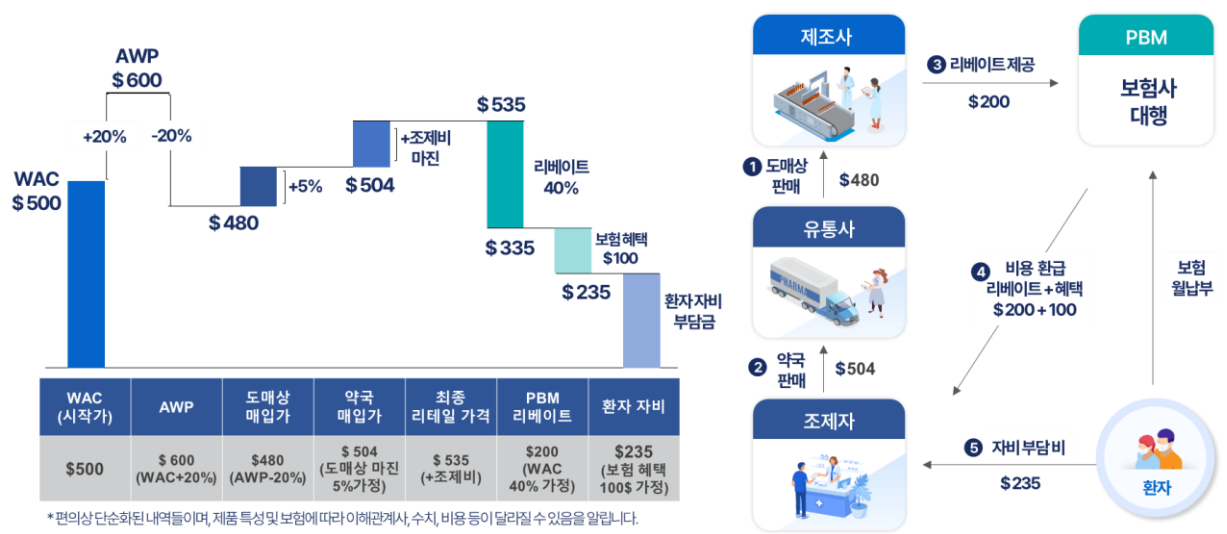 AWP
$ 600
+20%
-20%
WAC
$ 500
$ 480
+5%
$ 504
+조제비
마진
$ 535
리베이트
40%
$ 335
보험 혜택
$ 100
$ 235
환자 자비
부담금
WAC
(시작가)
AWP
도매상
매입가
약국
매입가
최종
리테일 가격
PBM
리베이트
환자 자비
$500
$ 600
(WAC+20%)
$480
(AWP-20%)
$ 504
(도매상 마진
5%가정)
$ 535
(+조제비)
$200
(WAC
40% 가정)
$235
(보험 혜택
100$ 가정)
* 편의상 단순화된 내역들이며, 제품 특성 및 보험에 따라 이해관계사, 수치, 비용 등이 달라질 수 있음을 알립니다.
제조사
3 리베이트 제공
$ 200
PBM
보험사
대행
1 도매상
판매
$ 480
유통사
PHARMA
4 비용 환급
리베이트 + 혜택
$ 200 + 100
보험
월납부
2 약국
판매
$ 504
조제자
5 자비 부담 비
$ 235
환자